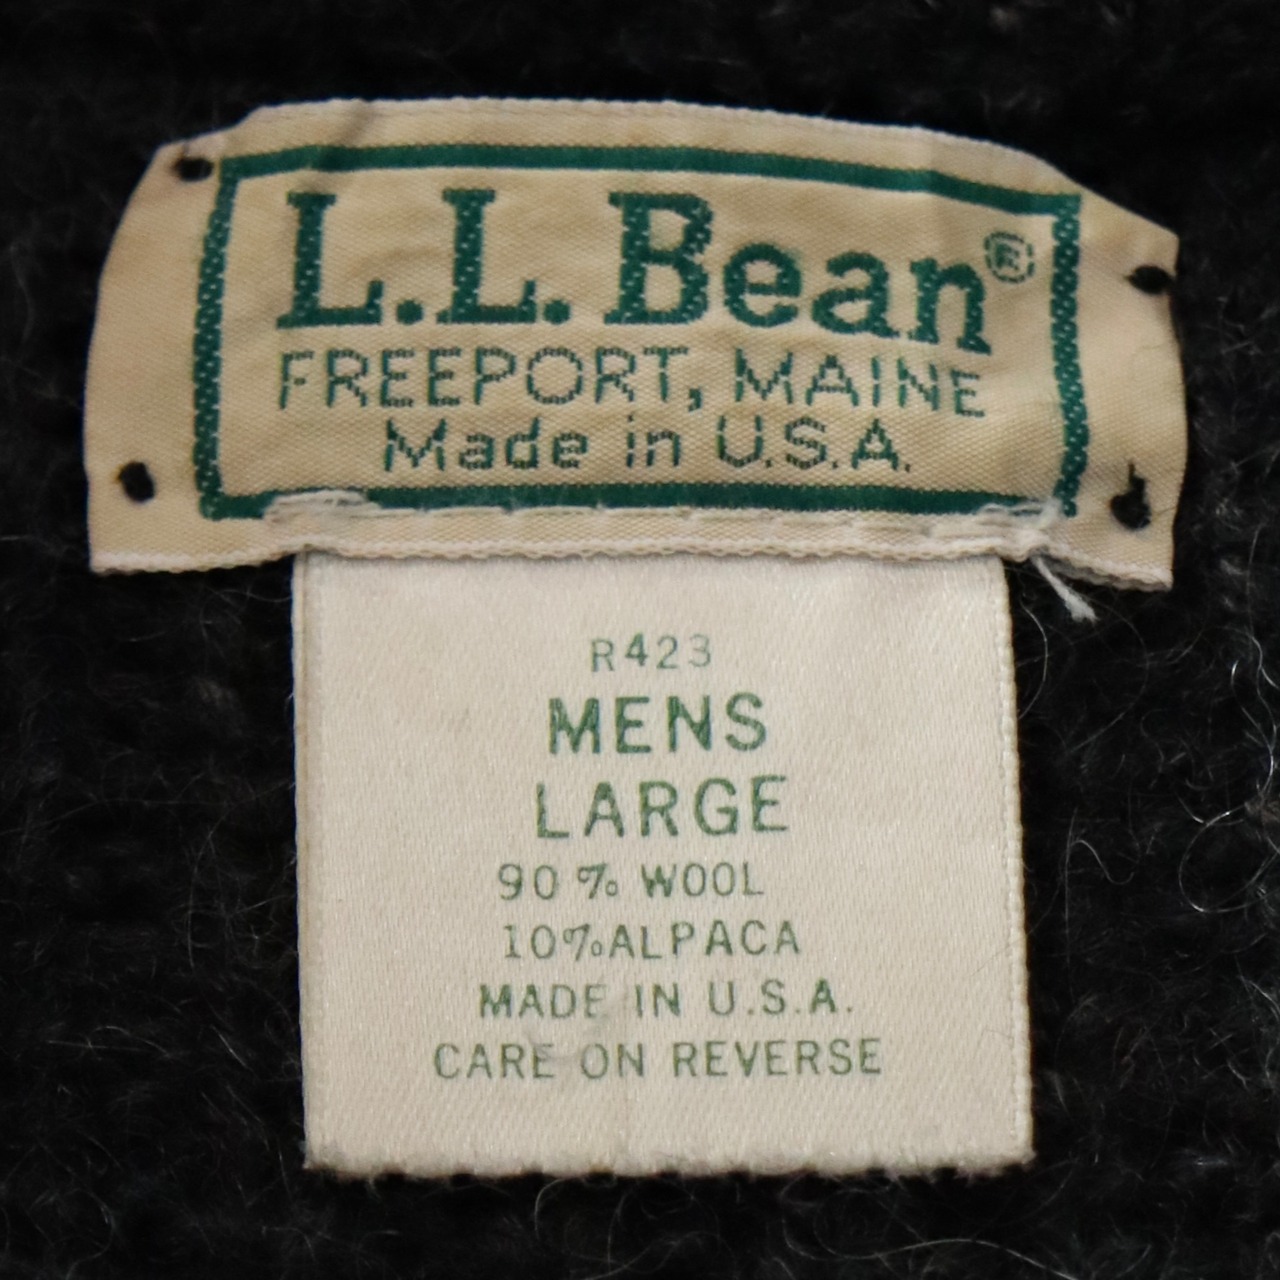 L.L.Bean®
FREEPORT, MAINE
Made in U.S.A.
R423
MENS
LARGE
90% WOOL
10% ALPACA
MADE IN U.S.A.
CARE ON REVERSE